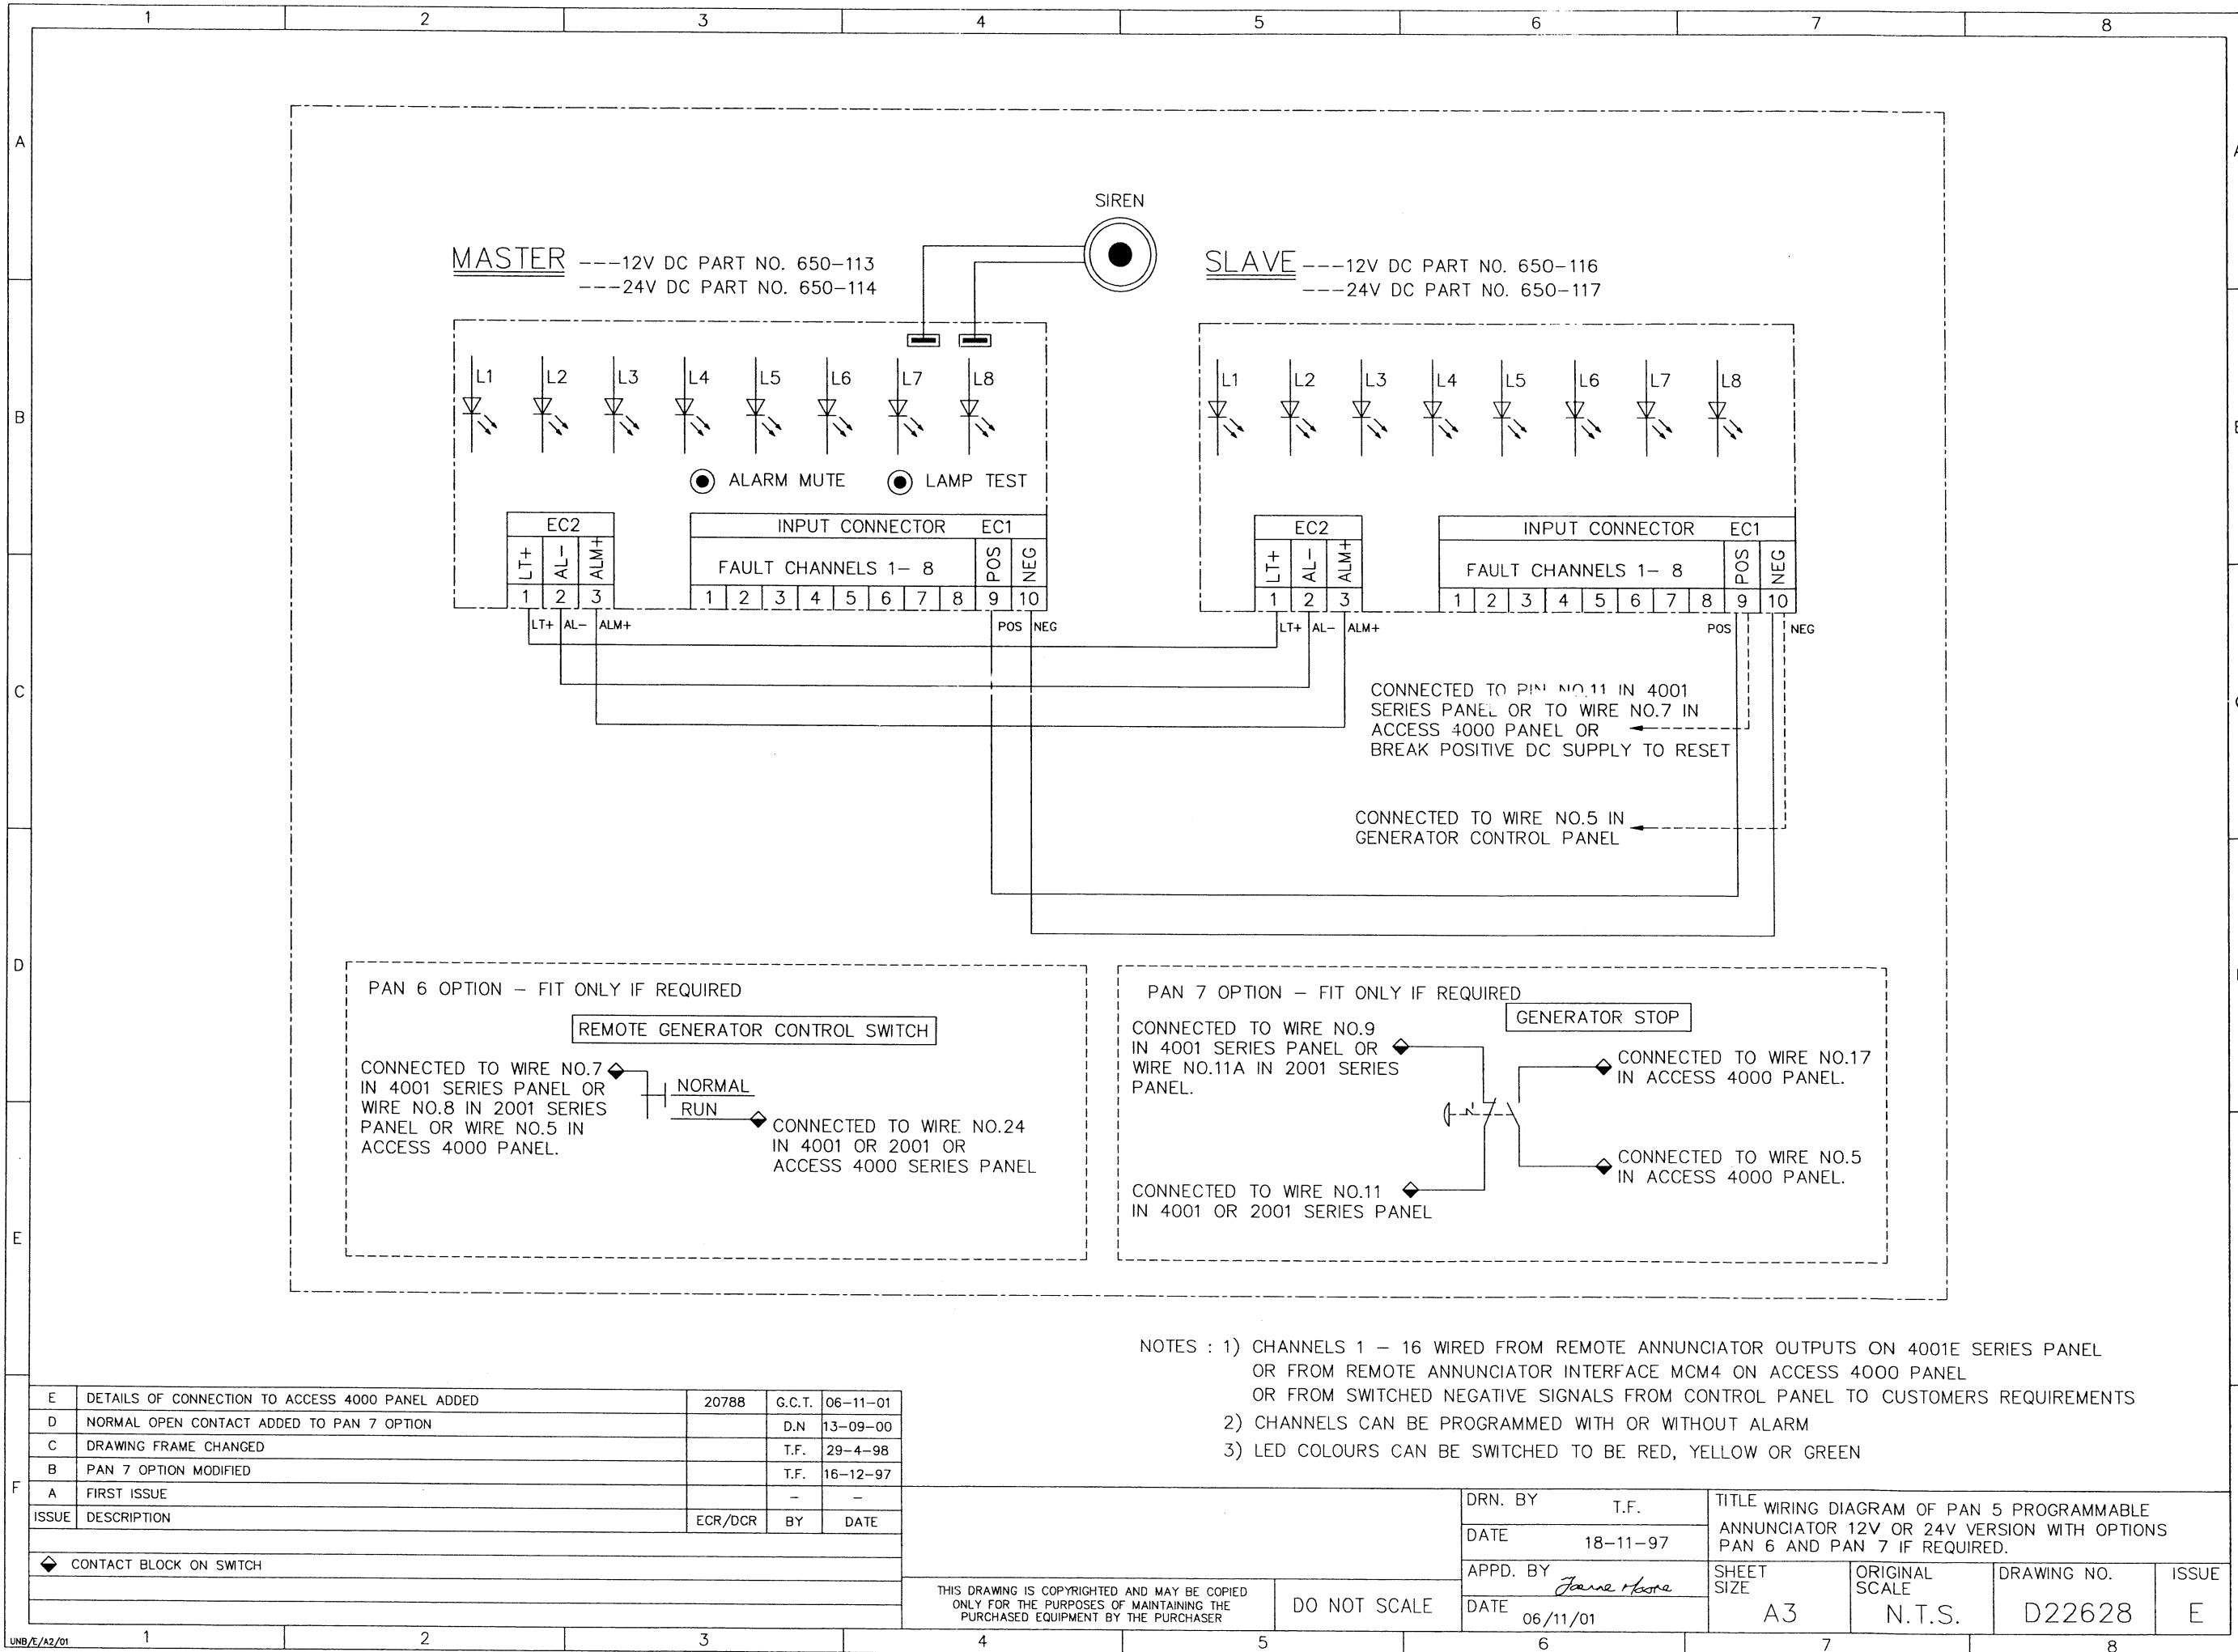 1 2 3 4 5 6 7 8
A
B
C
D
E
F
SIREN
MASTER ---12V DC PART NO. 650-113
---24V DC PART NO. 650-114
SLAVE ---12V DC PART NO. 650-116
---24V DC PART NO. 650-117
L1 L2 L3 L4 L5 L6 L7 L8
L1 L2 L3 L4 L5 L6 L7 L8
ALARM MUTE LAMP TEST
EC2
LT+ AL- ALM+
1 2 3
LT+ AL- ALM+
INPUT CONNECTOR EC1
FAULT CHANNELS 1- 8 POS NEG
1 2 3 4 5 6 7 8 9 10
POS NEG
EC2
LT+ AL- ALM+
1 2 3
LT+ AL- ALM+
INPUT CONNECTOR EC1
FAULT CHANNELS 1- 8 POS NEG
1 2 3 4 5 6 7 8 9 10
POS NEG
CONNECTED TO PIN NO.11 IN 4001
SERIES PANEL OR TO WIRE NO.7 IN
ACCESS 4000 PANEL OR
BREAK POSITIVE DC SUPPLY TO RESET
CONNECTED TO WIRE NO.5 IN
GENERATOR CONTROL PANEL
PAN 6 OPTION - FIT ONLY IF REQUIRED
REMOTE GENERATOR CONTROL SWITCH
CONNECTED TO WIRE NO.7
IN 4001 SERIES PANEL OR
WIRE NO.8 IN 2001 SERIES
PANEL OR WIRE NO.5 IN
ACCESS 4000 PANEL.
NORMAL
RUN
CONNECTED TO WIRE NO.24
IN 4001 OR 2001 OR
ACCESS 4000 SERIES PANEL
PAN 7 OPTION - FIT ONLY IF REQUIRED
GENERATOR STOP
CONNECTED TO WIRE NO.9
IN 4001 SERIES PANEL OR
WIRE NO.11A IN 2001 SERIES
PANEL.
CONNECTED TO WIRE NO.17
IN ACCESS 4000 PANEL.
CONNECTED TO WIRE NO.5
IN ACCESS 4000 PANEL.
CONNECTED TO WIRE NO.11
IN 4001 OR 2001 SERIES PANEL
NOTES : 1) CHANNELS 1 - 16 WIRED FROM REMOTE ANNUNCIATOR OUTPUTS ON 4001E SERIES PANEL
OR FROM REMOTE ANNUNCIATOR INTERFACE MCM4 ON ACCESS 4000 PANEL
OR FROM SWITCHED NEGATIVE SIGNALS FROM CONTROL PANEL TO CUSTOMERS REQUIREMENTS
2) CHANNELS CAN BE PROGRAMMED WITH OR WITHOUT ALARM
3) LED COLOURS CAN BE SWITCHED TO BE RED, YELLOW OR GREEN
E DETAILS OF CONNECTION TO ACCESS 4000 PANEL ADDED 20788 G.C.T. 06-11-01
D NORMAL OPEN CONTACT ADDED TO PAN 7 OPTION D.N 13-09-00
C DRAWING FRAME CHANGED T.F. 29-4-98
B PAN 7 OPTION MODIFIED T.F. 16-12-97
A FIRST ISSUE - -
ISSUE DESCRIPTION ECR/DCR BY DATE
CONTACT BLOCK ON SWITCH
THIS DRAWING IS COPYRIGHTED AND MAY BE COPIED
ONLY FOR THE PURPOSES OF MAINTAINING THE
PURCHASED EQUIPMENT BY THE PURCHASER
DO NOT SCALE
DRN. BY T.F.
DATE 18-11-97
APPD. BY
DATE 06/11/01
TITLE WIRING DIAGRAM OF PAN 5 PROGRAMMABLE
ANNUNCIATOR 12V OR 24V VERSION WITH OPTIONS
PAN 6 AND PAN 7 IF REQUIRED.
SHEET SIZE A3
ORIGINAL SCALE N.T.S.
DRAWING NO. D22628
ISSUE E
UNB/E/A2/01
1 2 3 4 5 6 7 8